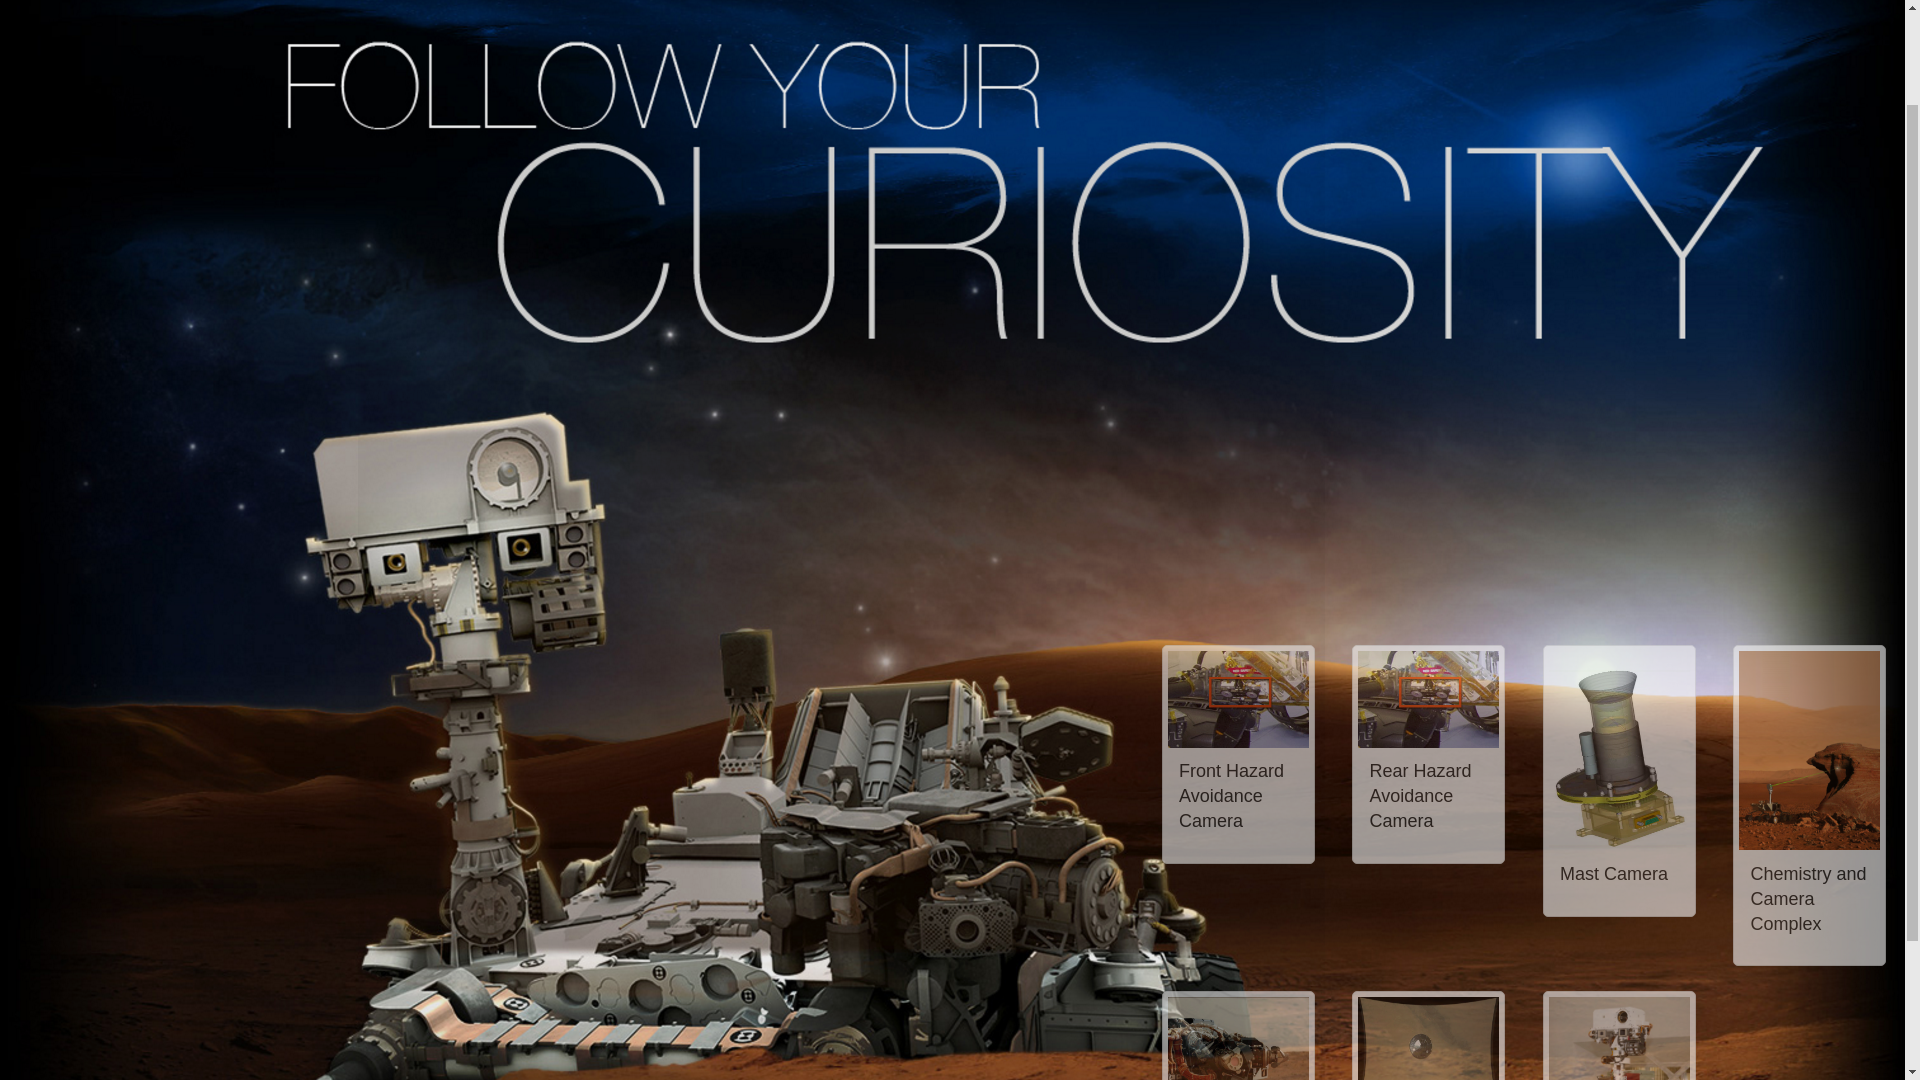 FOLLOW YOUR
CURIOSITY
Front Hazard
Avoidance
Camera
Rear Hazard
Avoidance
Camera
Mast Camera
Chemistry and
Camera
Complex